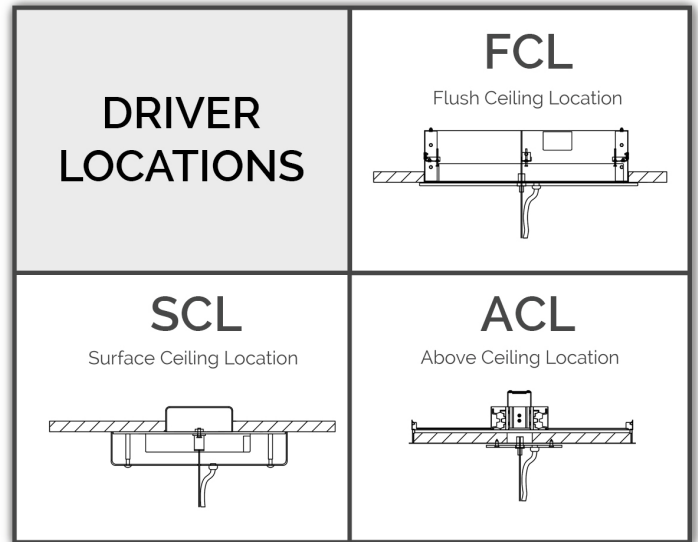 DRIVER
LOCATIONS
FCL
Flush Ceiling Location
SCL
Surface Ceiling Location
ACL
Above Ceiling Location